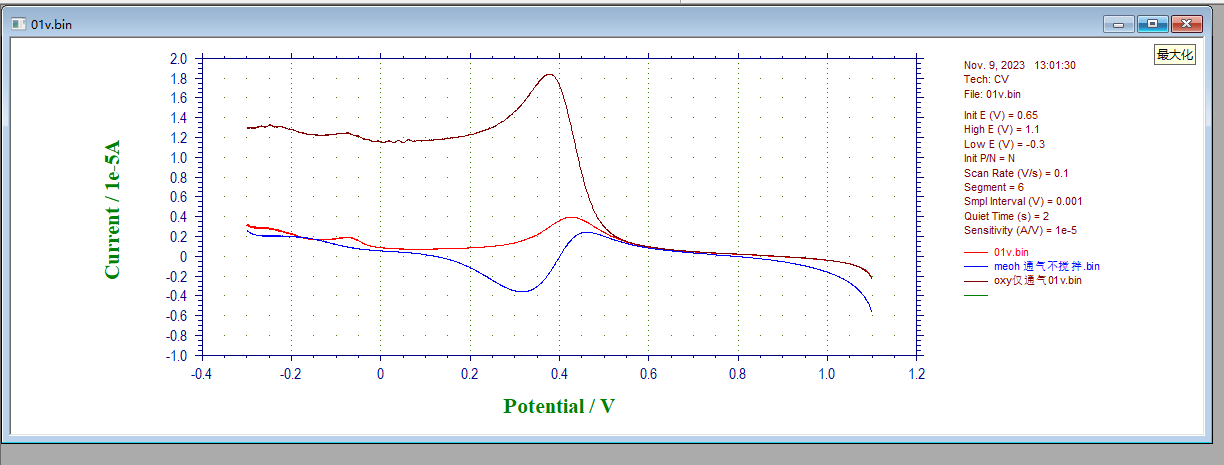 01v.bin
最大化
2.0
1.8
1.6
1.4
1.2
1.0
0.8
0.6
0.4
0.2
0
-0.2
-0.4
-0.6
-0.8
-1.0
Current / 1e-5A
-0.4 -0.2 0 0.2 0.4 0.6 0.8 1.0 1.2
Potential / V
Nov. 9, 2023 13:01:30
Tech: CV
File: 01v.bin
Init E (V) = 0.65
High E (V) = 1.1
Low E (V) = -0.3
Init P/N = N
Scan Rate (V/s) = 0.1
Segment = 6
Smpl Interval (V) = 0.001
Quiet Time (s) = 2
Sensitivity (A/V) = 1e-5
01v.bin
meoh 通气不搅拌.bin
oxy仅通气01v.bin